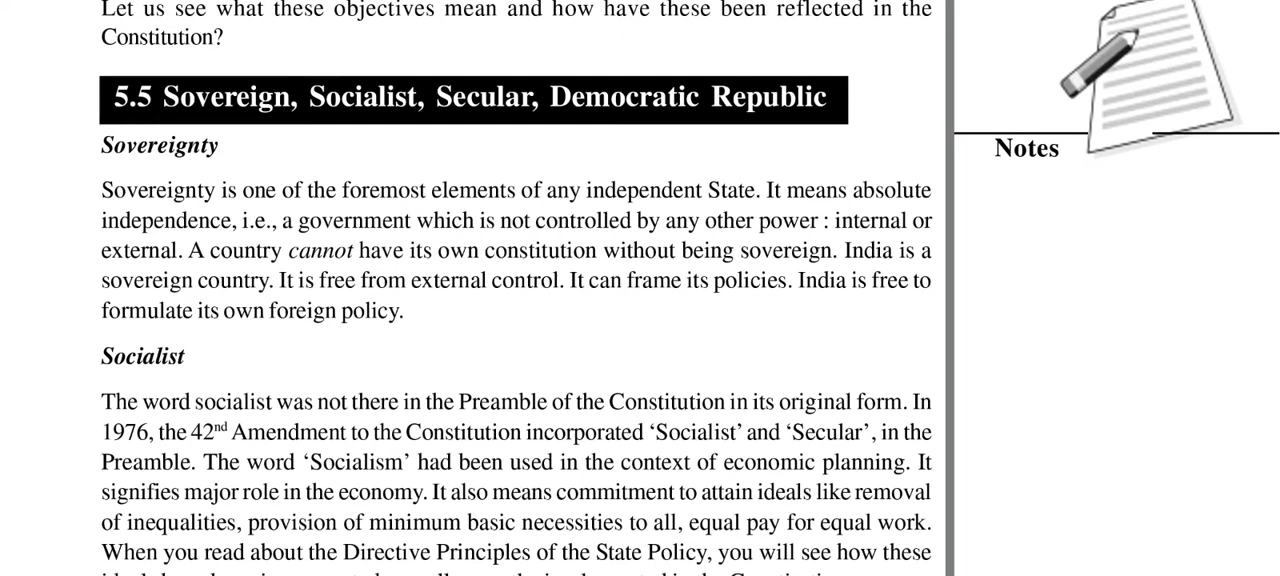 Let us see what these objectives mean and how have these been reflected in the
Constitution?
5.5 Sovereign, Socialist, Secular, Democratic Republic
Notes
Sovereignty
Sovereignty is one of the foremost elements of any independent State. It means absolute
independence, i.e., a government which is not controlled by any other power : internal or
external. A country cannot have its own constitution without being sovereign. India is a
sovereign country. It is free from external control. It can frame its policies. India is free to
formulate its own foreign policy.
Socialist
The word socialist was not there in the Preamble of the Constitution in its original form. In
1976, the 42nd Amendment to the Constitution incorporated ‘Socialist’ and ‘Secular’, in the
Preamble. The word ‘Socialism’ had been used in the context of economic planning. It
signifies major role in the economy. It also means commitment to attain ideals like removal
of inequalities, provision of minimum basic necessities to all, equal pay for equal work.
When you read about the Directive Principles of the State Policy, you will see how these